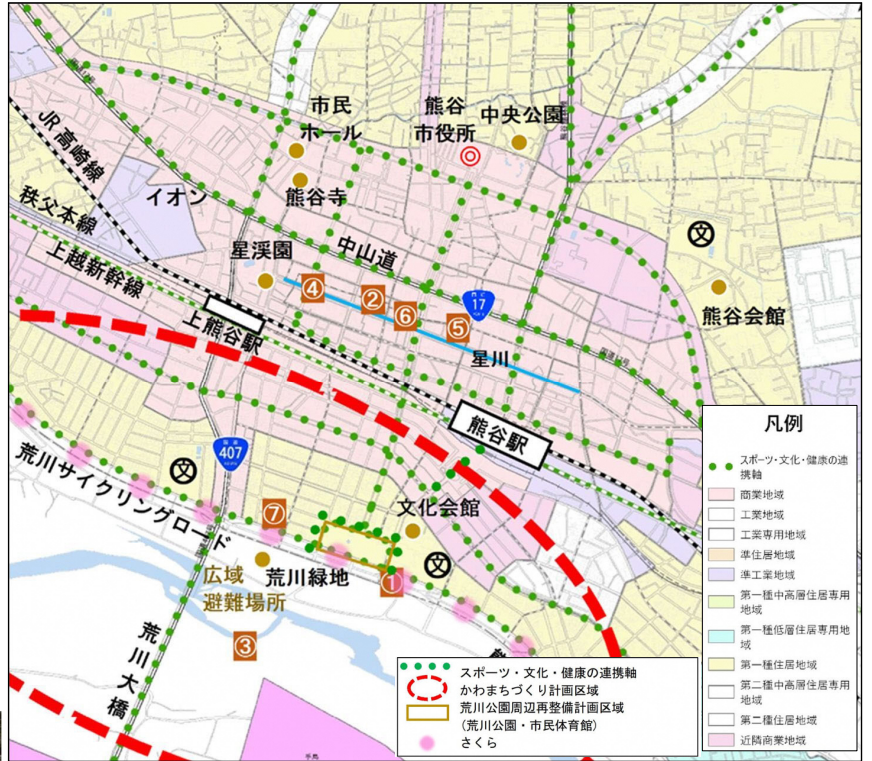 市民
ホール
熊谷
市役所
中央公園
JR高崎線
イオン
熊谷寺
秩父本線
星渓園
中山道
文
上越新幹線
④
②
17
⑥
⑤
熊谷会館
上熊谷駅
星川
熊谷駅
凡例
スポーツ・文化・健康の連
携軸
商業地域
工業地域
工業専用地域
準住居地域
準工業地域
第一種中高層住居専用
地域
第一種低層住居専用地
域
第一種住居地域
第二種中高層住居専用
地域
第二種住居地域
近隣商業地域
407
文
荒川サイクリングロード
⑦
文化会館
文
広域
避難場所
荒川緑地
①
荒川大橋
③
スポーツ・文化・健康の連携軸
かわまちづくり計画区域
荒川公園周辺再整備計画区域
(荒川公園・市民体育館)
さくら